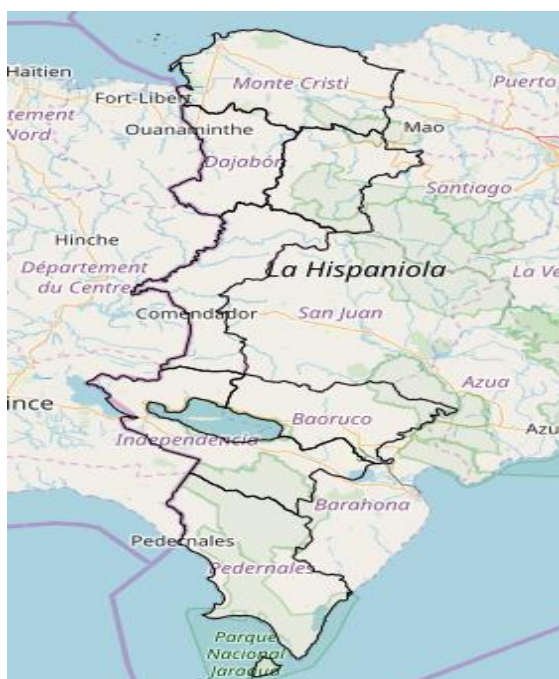 Haïtien
Monte Cristi
Puerto
Fort-Libert
tement
Nord
Ouanaminthe
Mao
Dajabón
Santiago
Hinche
Département
du Centre
La Hispaniola
La Ve
Comendador
San Juan
Azua
ince
Baoruco
Azu
Independencia
Barahona
Pedernales
Pedernales
Parque
Nacional
Jaragua